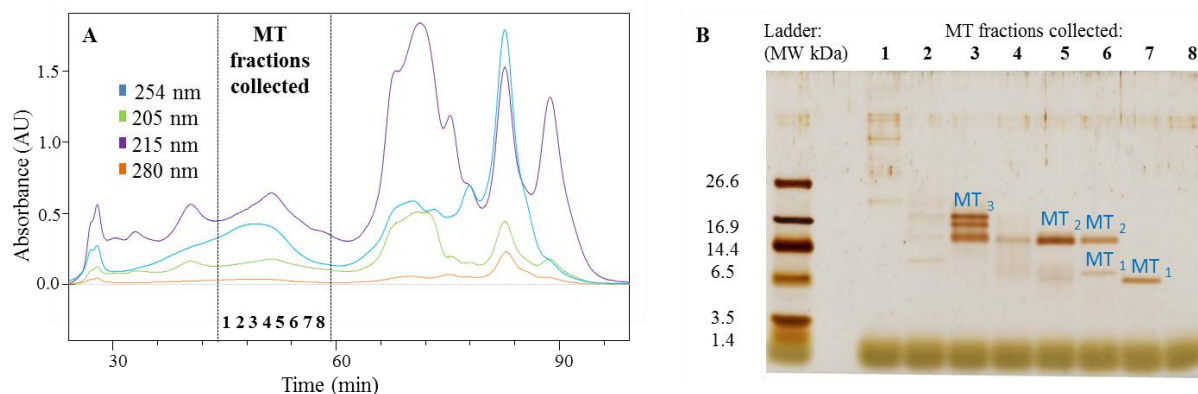 A
MT
fractions
collected
254 nm
205 nm
215 nm
280 nm
Absorbance (AU)
1.5
1.0
0.5
0.0
1 2 3 4 5 6 7 8
30 60 90
Time (min)
B
Ladder: MT fractions collected:
(MW kDa) 1 2 3 4 5 6 7 8
26.6
16.9
14.4
6.5
3.5
1.4
MT 3
MT 2 MT 2
MT 1 MT 1